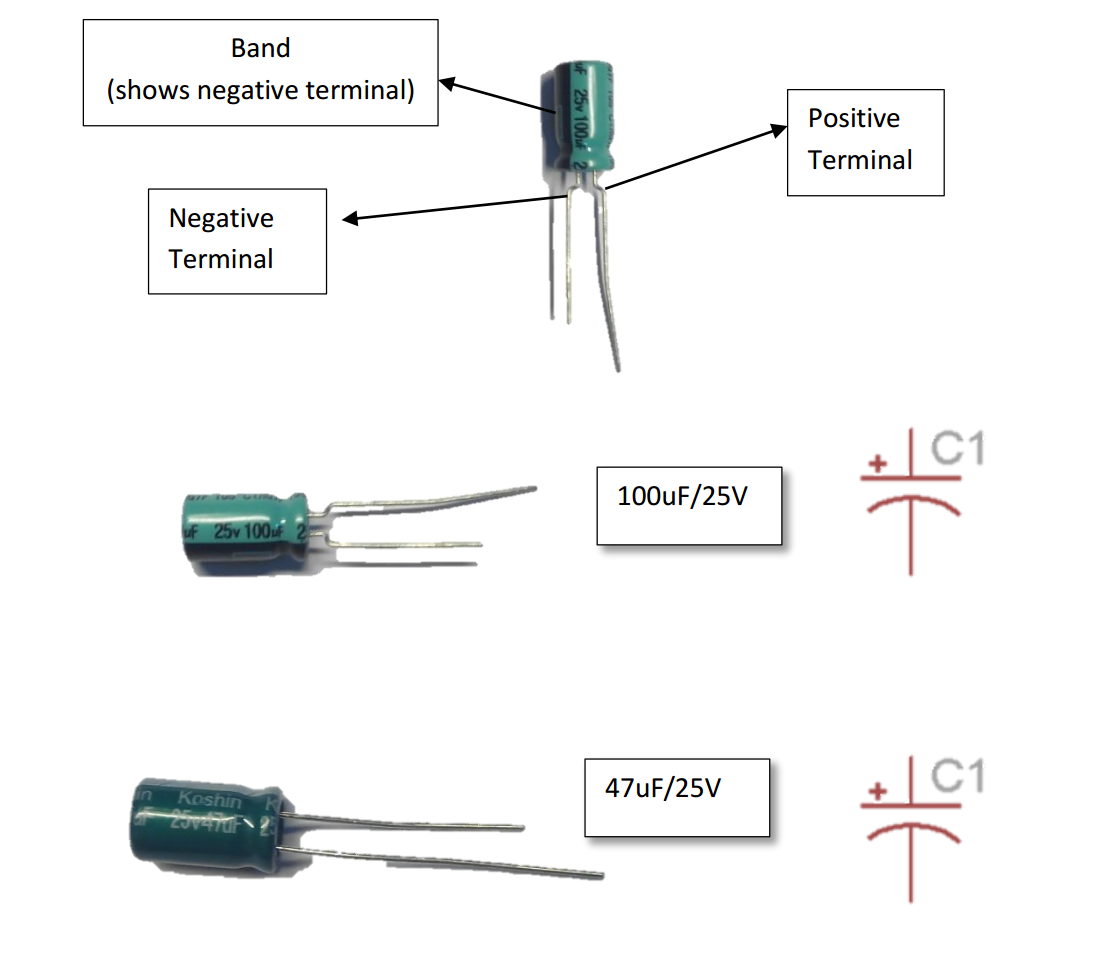 Band
(shows negative terminal)
uF 25v 100uF 2
Positive
Terminal
Negative
Terminal
C1
+
100uF/25V
uF 25v 100uF 2
C1
+
47uF/25V
Koshin K
25v47uF 25